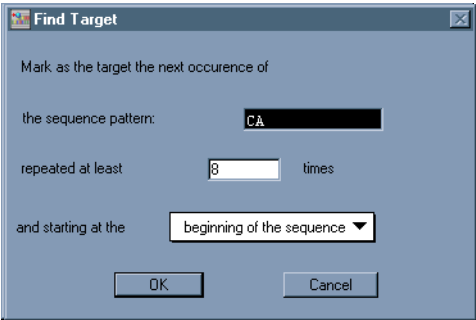 Find Target
Mark as the target the next occurence of
the sequence pattern: CA
repeated at least 8 times
and starting at the beginning of the sequence
OK Cancel